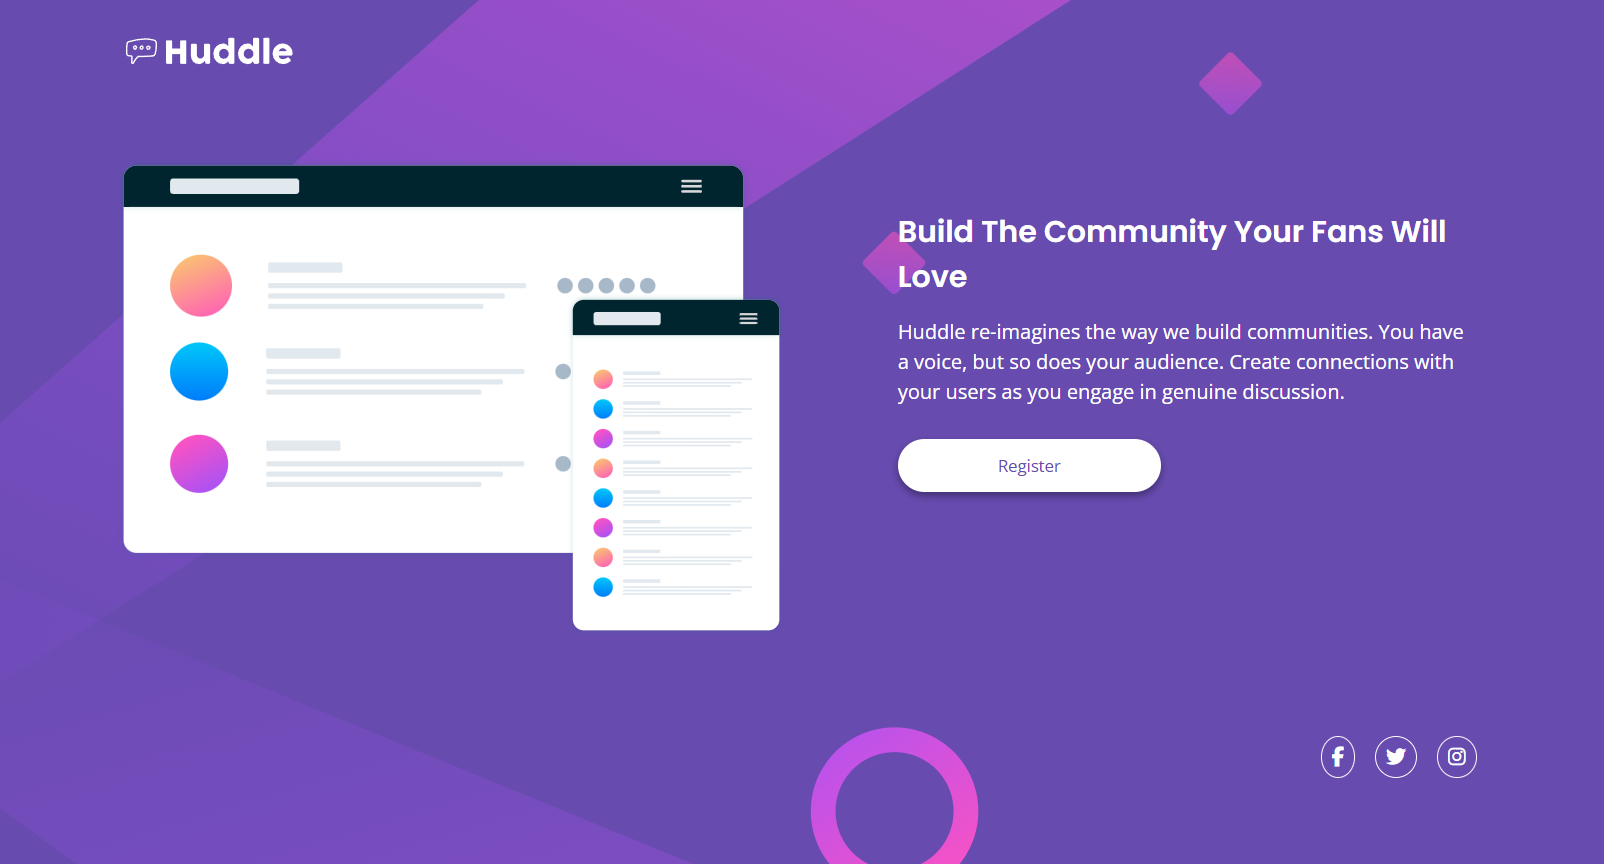 Huddle
Build The Community Your Fans Will
Love
Huddle re-imagines the way we build communities. You have
a voice, but so does your audience. Create connections with
your users as you engage in genuine discussion.
Register